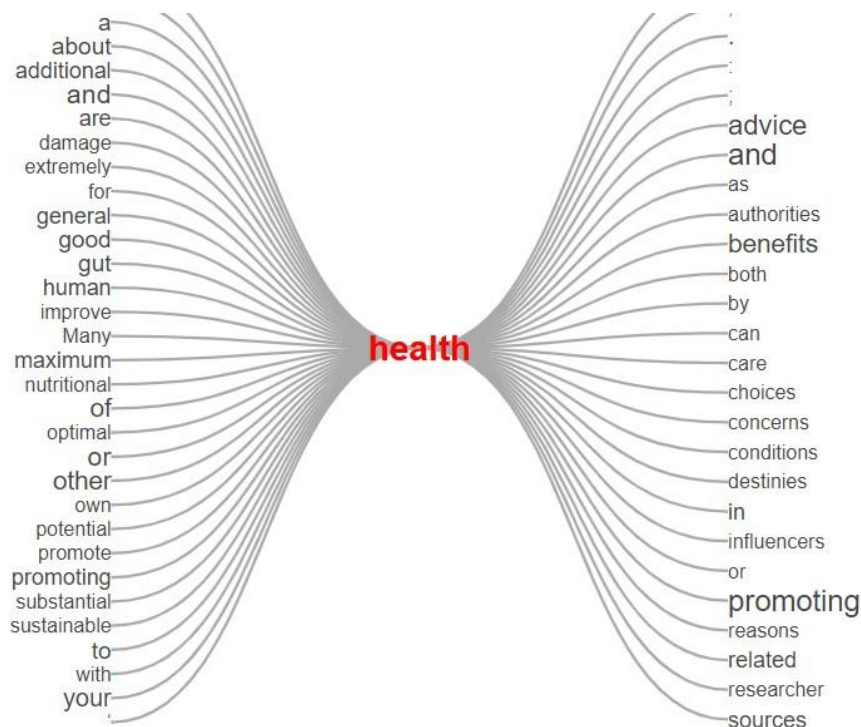 a
about
additional
and
are
damage
extremely
for
general
good
gut
human
improve
Many
maximum
nutritional
of
optimal
or
other
own
potential
promote
promoting
substantial
sustainable
to
with
your
‘
health
.
:
;
advice
and
as
authorities
benefits
both
by
can
care
choices
concerns
conditions
destinies
in
influencers
or
promoting
reasons
related
researcher
sources